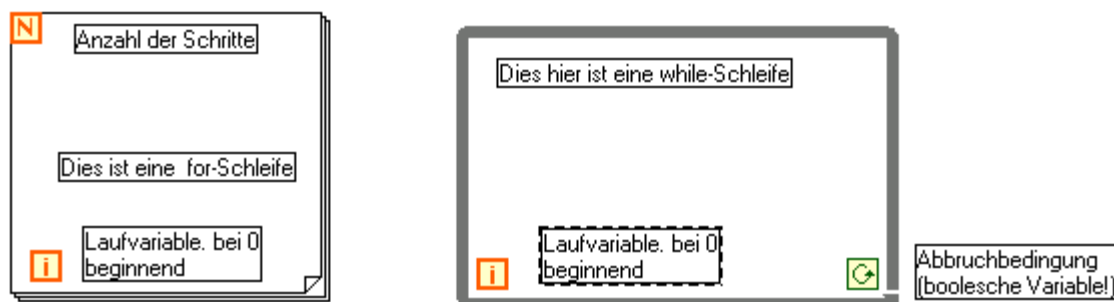 N
Anzahl der Schritte
Dies ist eine for-Schleife
Laufvariable. bei 0
beginnend
i
Dies hier ist eine while-Schleife
Laufvariable. bei 0
beginnend
i
Abbruchbedingung
(boolesche Variable!)